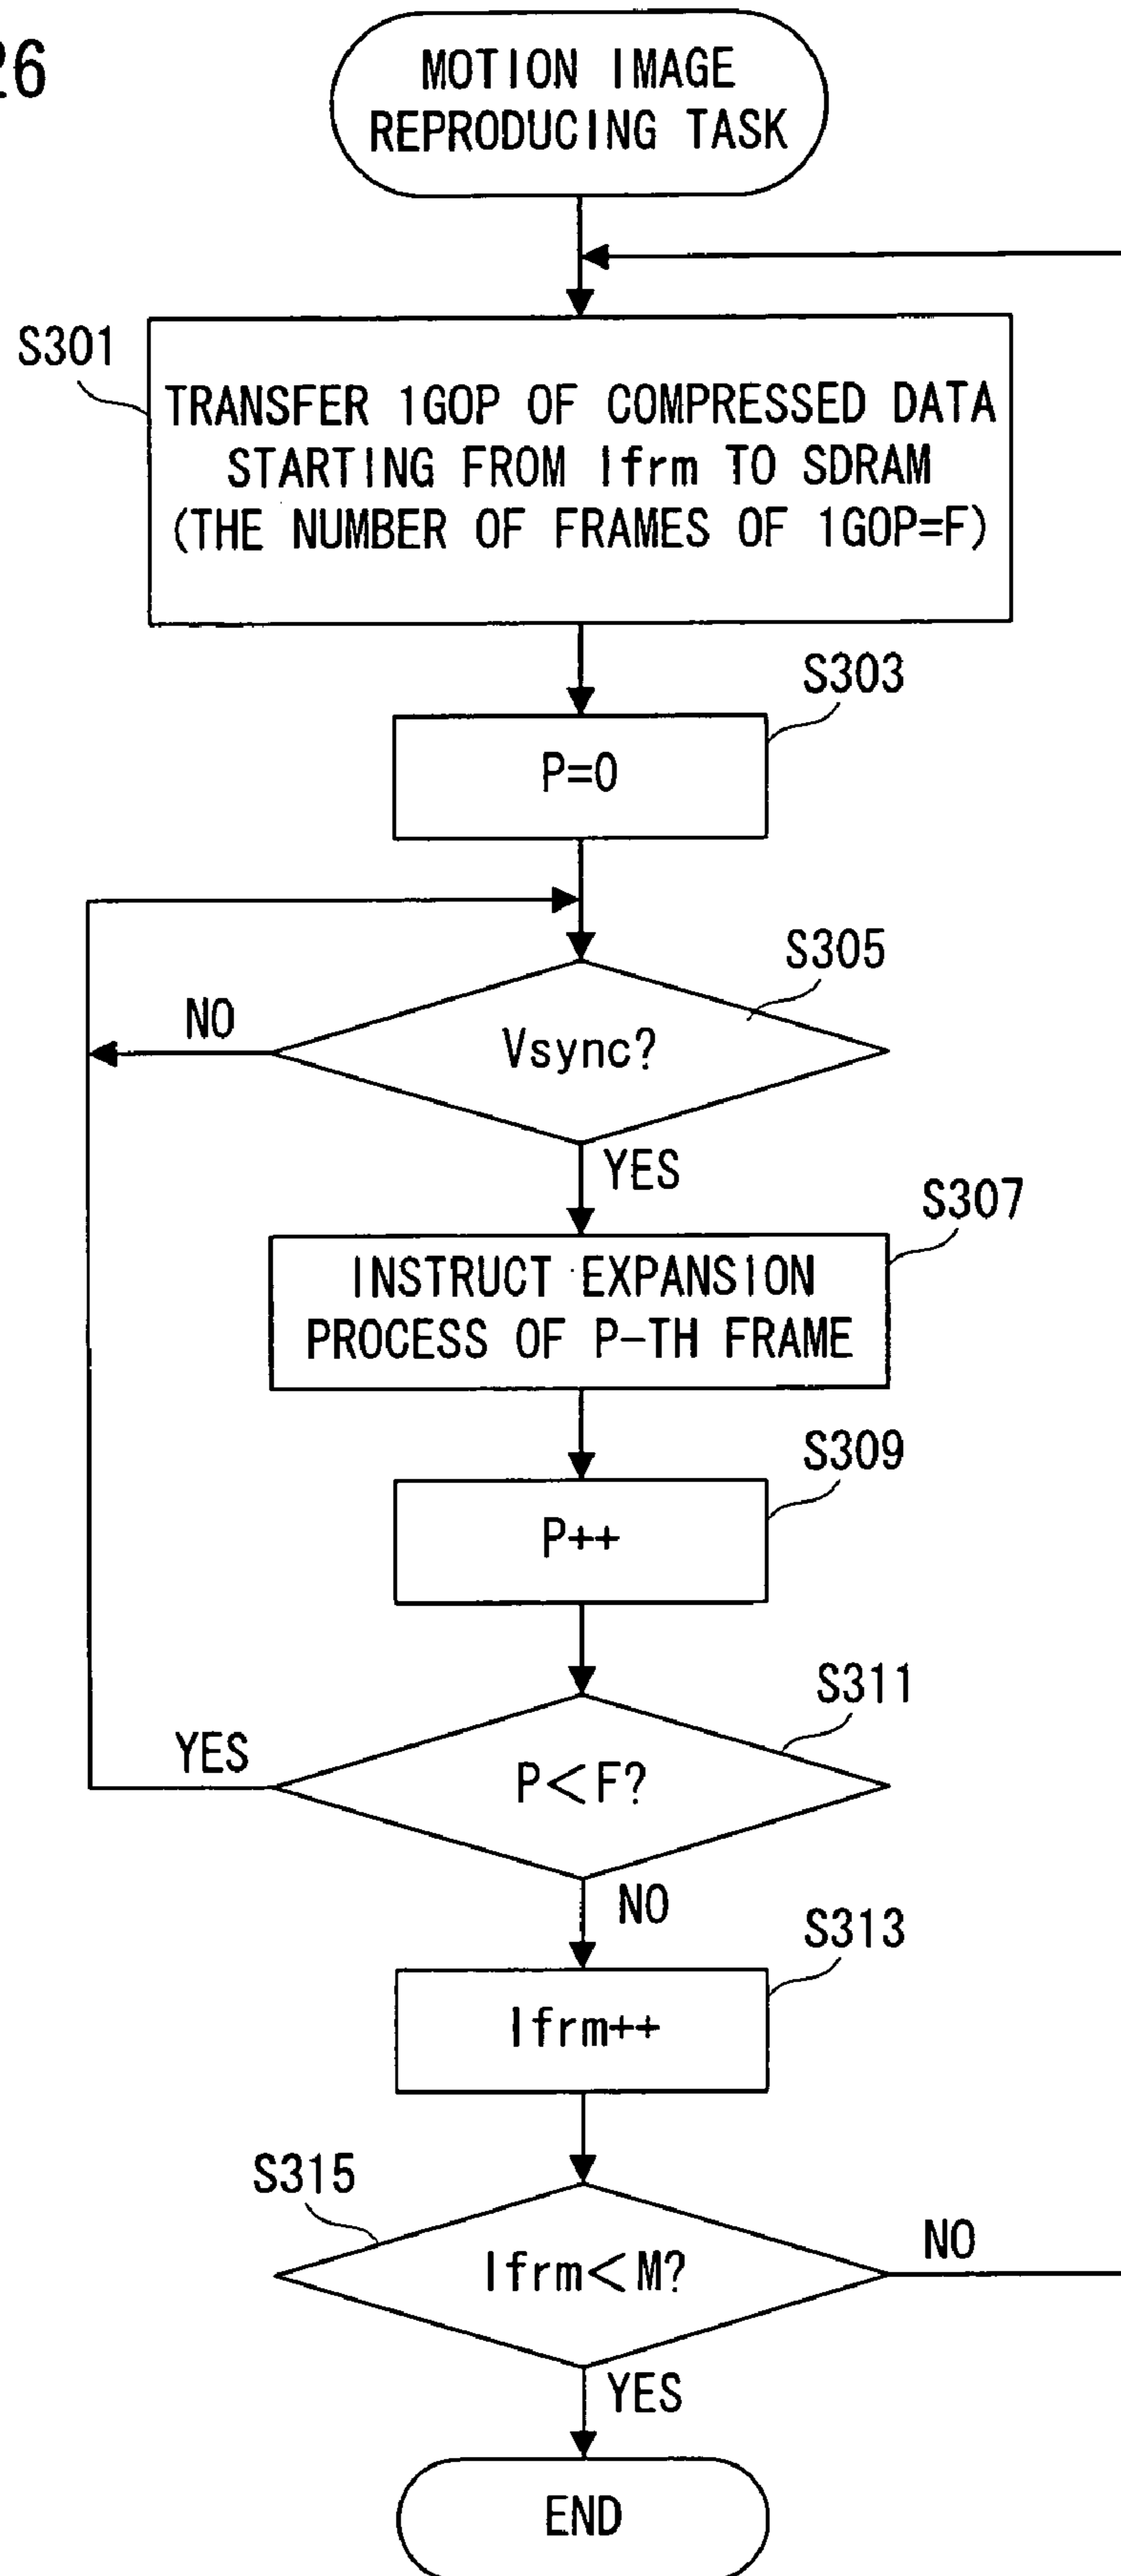 26
MOTION IMAGE
REPRODUCING TASK
S301
TRANSFER 1GOP OF COMPRESSED DATA
STARTING FROM Ifrm TO SDRAM
(THE NUMBER OF FRAMES OF 1GOP=F)
S303
P=0
S305
NO
Vsync?
YES
S307
INSTRUCT EXPANSION
PROCESS OF P-TH FRAME
S309
P++
S311
YES
P<F?
NO
S313
Ifrm++
S315
Ifrm<M?
NO
YES
END